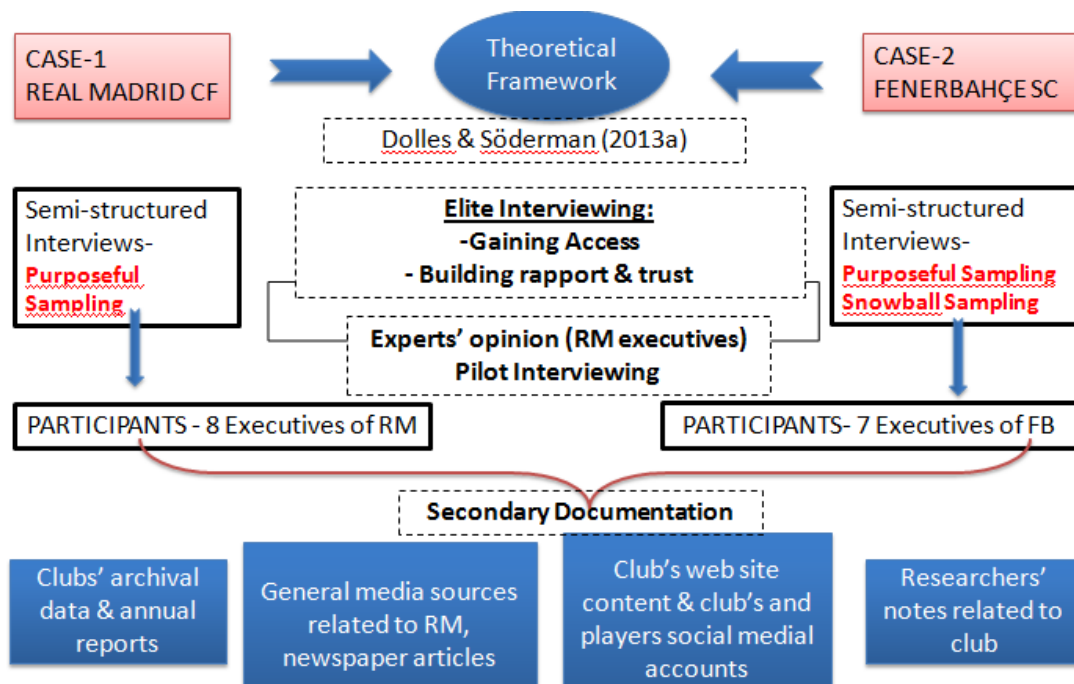 CASE-1
REAL MADRID CF
Theoretical
Framework
CASE-2
FENERBAHÇE SC
Dolles & Söderman (2013a)
Semi-structured
Interviews-
Purposeful
Sampling
Elite Interviewing:
-Gaining Access
- Building rapport & trust
Semi-structured
Interviews-
Purposeful Sampling
Snowball Sampling
Experts' opinion (RM executives)
Pilot Interviewing
PARTICIPANTS - 8 Executives of RM
PARTICIPANTS- 7 Executives of FB
Secondary Documentation
Clubs' archival
data & annual
reports
General media sources
related to RM,
newspaper articles
Club's web site
content & club's and
players social medial
accounts
Researchers'
notes related to
club